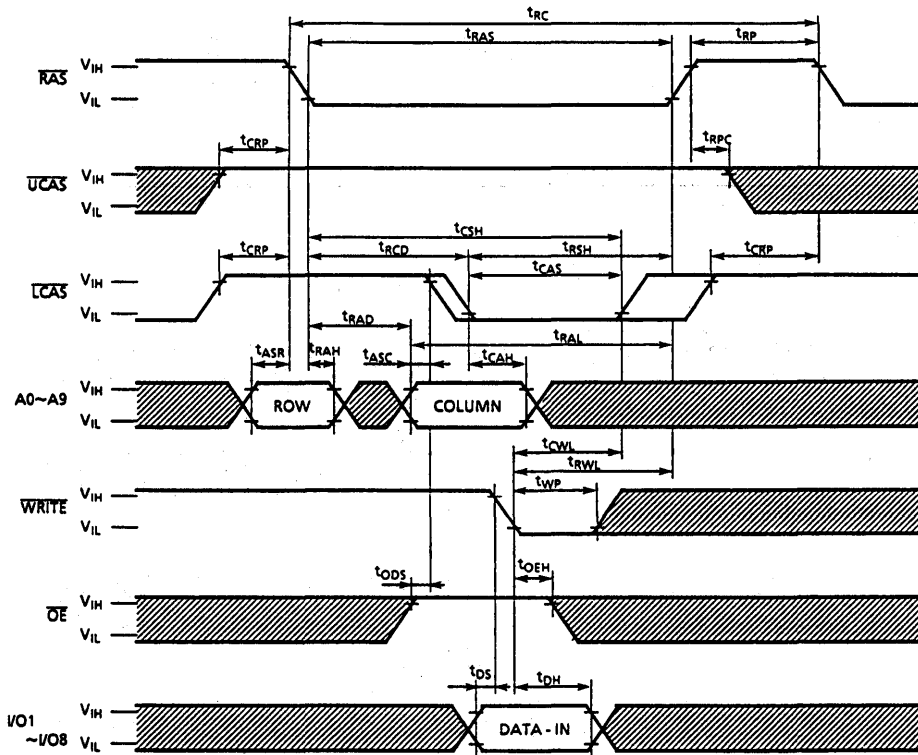 tRC
tRAS
tRP
RAS
VIH
VIL
tCRP
tRPC
UCAS
VIH
VIL
tCSH
tCRP
tRCD
tRSH
tCRP
LCAS
VIH
VIL
tCAS
tRAD
tRAL
tASR
tRAH
tASC
tCAH
A0~A9
VIH
VIL
ROW
COLUMN
tCWL
tRWL
tWP
WRITE
VIH
VIL
tODS
tOEH
OE
VIH
VIL
tDS
tDH
I/O1
~I/O8
VIH
VIL
DATA - IN